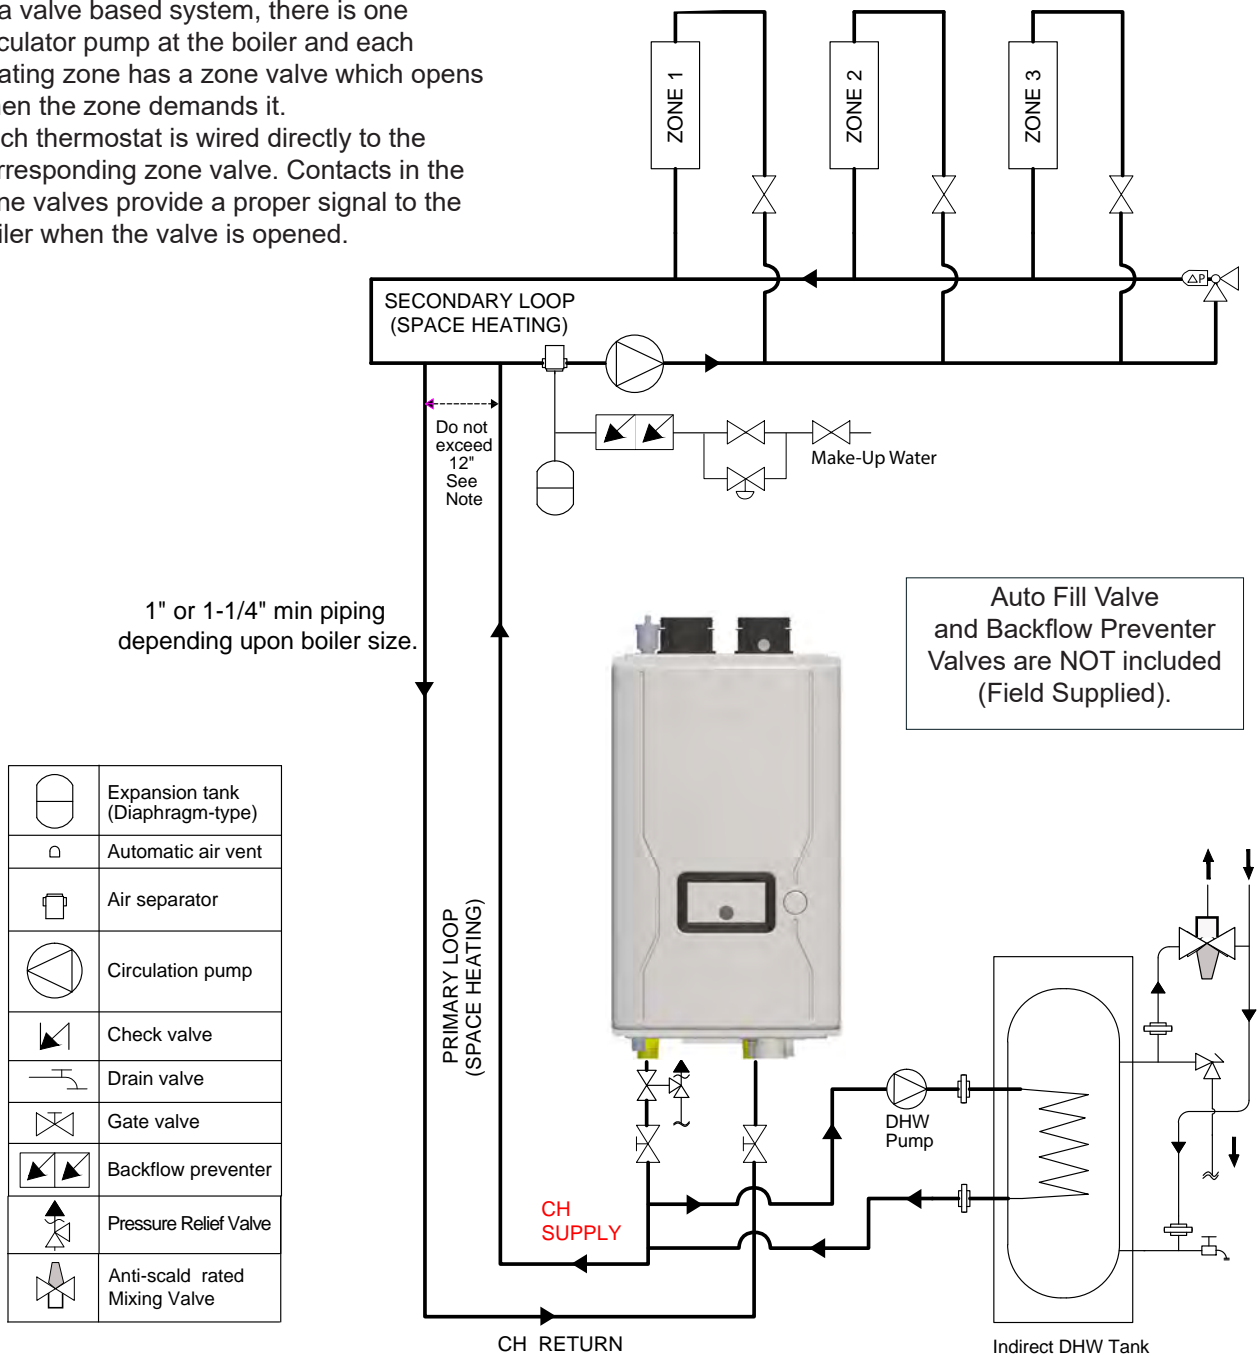 a valve based system, there is one
culator pump at the boiler and each
ating zone has a zone valve which opens
en the zone demands it.
ch thermostat is wired directly to the
rresponding zone valve. Contacts in the
ne valves provide a proper signal to the
iler when the valve is opened.
ZONE 1
ZONE 2
ZONE 3
SECONDARY LOOP
(SPACE HEATING)
△P
Do not
exceed
12"
See
Note
Make-Up Water
1" or 1-1/4" min piping
depending upon boiler size.
Auto Fill Valve
and Backflow Preventer
Valves are NOT included
(Field Supplied).
Expansion tank
(Diaphragm-type)
Automatic air vent
Air separator
Circulation pump
Check valve
Drain valve
Gate valve
Backflow preventer
Pressure Relief Valve
Anti-scald rated
Mixing Valve
PRIMARY LOOP
(SPACE HEATING)
DHW
Pump
CH
SUPPLY
CH RETURN
Indirect DHW Tank